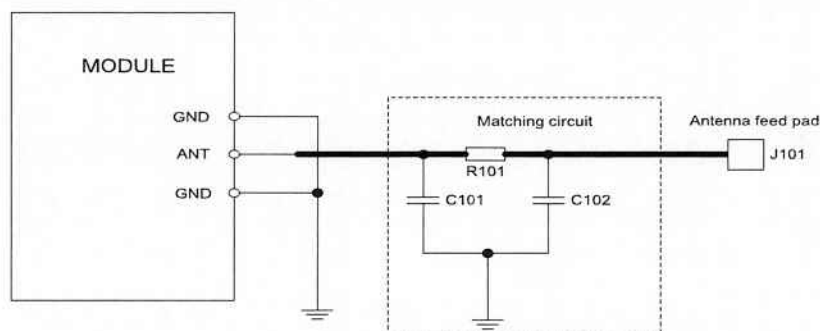 MODULE
GND
ANT
GND
Matching circuit
R101
C101
C102
Antenna feed pad
J101